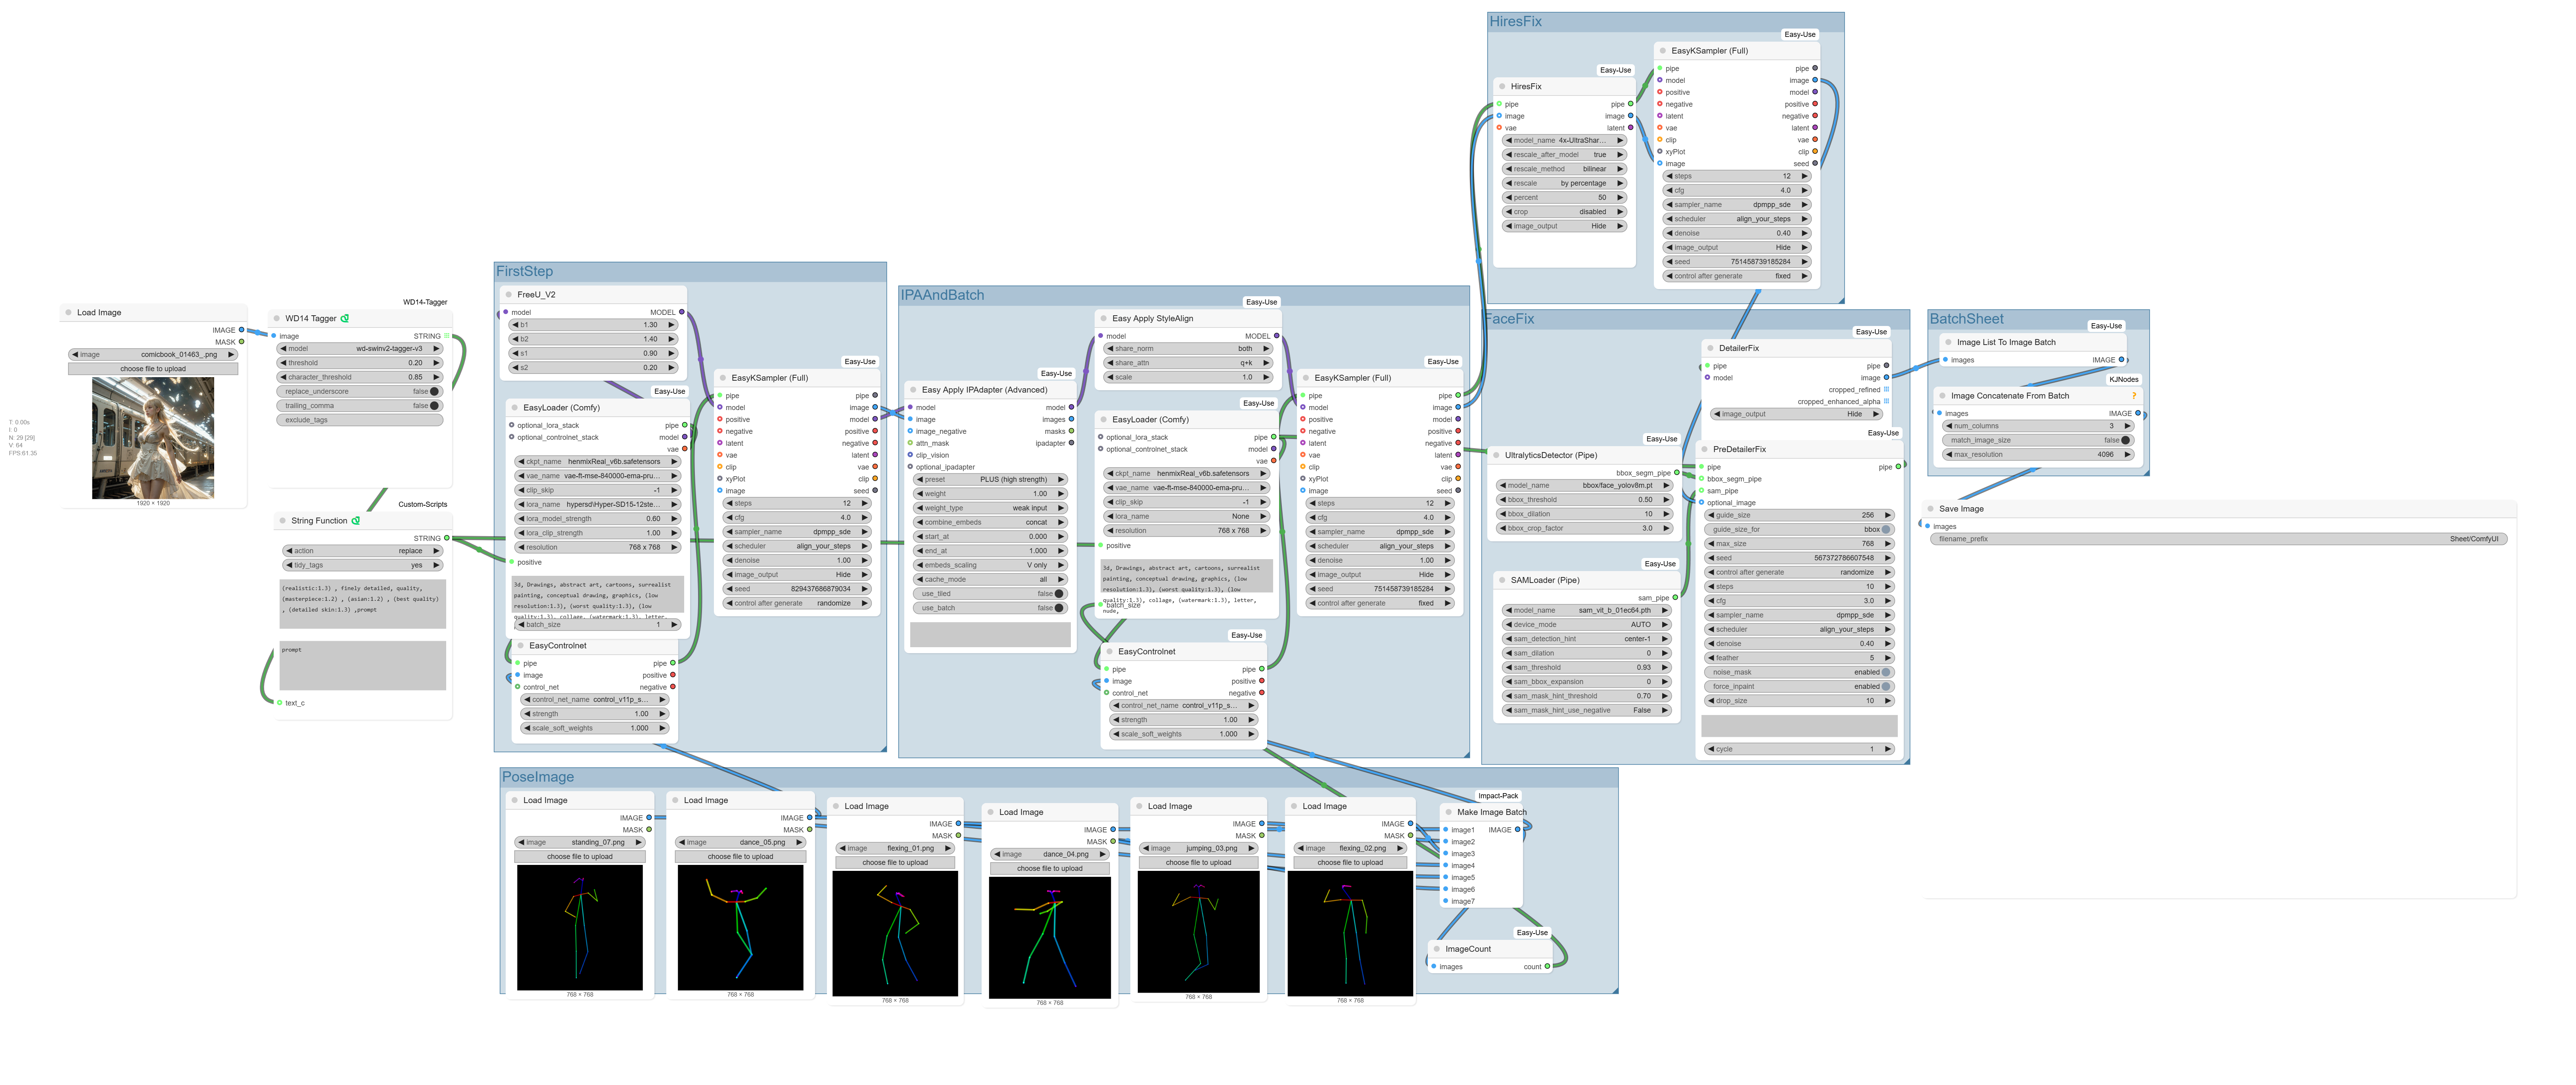 T: 0.00s
I: 0
N: 29 [29]
V: 64
FPS:61.35
Load Image
IMAGE
MASK
image comicbook_01463_.png
choose file to upload
1920 × 1920
WD14-Tagger
WD14 Tagger
image STRING
model wd-swinv2-tagger-v3
threshold 0.20
character_threshold 0.85
replace_underscore false
trailing_comma false
exclude_tags
Custom-Scripts
String Function
STRING
action replace
tidy_tags yes
(realistic:1.3) , finely detailed, quality,
(masterpiece:1.2) , (asian:1.2) , (best quality)
, (detailed skin:1.3) ,prompt
prompt
text_c
FirstStep
FreeU_V2
model MODEL
b1 1.30
b2 1.40
s1 0.90
s2 0.20
Easy-Use
EasyLoader (Comfy)
optional_lora_stack pipe
optional_controlnet_stack model
vae
ckpt_name henmixReal_v6b.safetensors
vae_name vae-ft-mse-840000-ema-pru...
clip_skip -1
lora_name hypersd\Hyper-SD15-12ste...
lora_model_strength 0.60
lora_clip_strength 1.00
resolution 768 x 768
positive
3d, Drawings, abstract art, cartoons, surrealist
painting, conceptual drawing, graphics, (low
resolution:1.3), (worst quality:1.3), (low
quality:1.3), collage, (watermark:1.3), letter,
batch_size 1
EasyControlnet
pipe pipe
image positive
control_net negative
control_net_name control_v11p_s...
strength 1.00
scale_soft_weights 1.000
Easy-Use
EasyKSampler (Full)
pipe pipe
model image
positive model
negative positive
latent negative
vae latent
clip vae
xyPlot clip
image seed
steps 12
cfg 4.0
sampler_name dpmpp_sde
scheduler align_your_steps
denoise 1.00
image_output Hide
seed 829437686879034
control after generate randomize
IPAAndBatch
Easy-Use
Easy Apply IPAdapter (Advanced)
model model
image images
image_negative masks
attn_mask ipadapter
clip_vision
optional_ipadapter
preset PLUS (high strength)
weight 1.00
weight_type weak input
combine_embeds concat
start_at 0.000
end_at 1.000
embeds_scaling V only
cache_mode all
use_tiled false
use_batch false
Easy-Use
Easy Apply StyleAlign
model MODEL
share_norm both
share_attn q+k
scale 1.0
Easy-Use
EasyLoader (Comfy)
optional_lora_stack pipe
optional_controlnet_stack model
vae
ckpt_name henmixReal_v6b.safetensors
vae_name vae-ft-mse-840000-ema-pru...
clip_skip -1
lora_name None
resolution 768 x 768
positive
3d, Drawings, abstract art, cartoons, surrealist
painting, conceptual drawing, graphics, (low
resolution:1.3), (worst quality:1.3), (low
quality:1.3), collage, (watermark:1.3), letter,
nude,
batch_size
Easy-Use
EasyControlnet
pipe pipe
image positive
control_net negative
control_net_name control_v11p_s...
strength 1.00
scale_soft_weights 1.000
Easy-Use
EasyKSampler (Full)
pipe pipe
model image
positive model
negative positive
latent negative
vae latent
clip vae
xyPlot clip
image seed
steps 12
cfg 4.0
sampler_name dpmpp_sde
scheduler align_your_steps
denoise 1.00
image_output Hide
seed 751458739185284
control after generate fixed
HiresFix
Easy-Use
HiresFix
pipe pipe
image image
vae latent
model_name 4x-UltraShar...
rescale_after_model true
rescale_method bilinear
rescale by percentage
percent 50
crop disabled
image_output Hide
Easy-Use
EasyKSampler (Full)
pipe pipe
model image
positive model
negative positive
latent negative
vae latent
clip vae
xyPlot clip
image seed
steps 12
cfg 4.0
sampler_name dpmpp_sde
scheduler align_your_steps
denoise 0.40
image_output Hide
seed 751458739185284
control after generate fixed
FaceFix
Easy-Use
DetailerFix
pipe pipe
model image
cropped_refined
cropped_enhanced_alpha
image_output Hide
Easy-Use
UltralyticsDetector (Pipe)
bbox_segm_pipe
model_name bbox/face_yolov8m.pt
bbox_threshold 0.50
bbox_dilation 10
bbox_crop_factor 3.0
Easy-Use
SAMLoader (Pipe)
sam_pipe
model_name sam_vit_b_01ec64.pth
device_mode AUTO
sam_detection_hint center-1
sam_dilation 0
sam_threshold 0.93
sam_bbox_expansion 0
sam_mask_hint_threshold 0.70
sam_mask_hint_use_negative False
Easy-Use
PreDetailerFix
pipe pipe
bbox_segm_pipe
sam_pipe
optional_image
guide_size 256
guide_size_for bbox
max_size 768
seed 567372786607548
control after generate randomize
steps 10
cfg 3.0
sampler_name dpmpp_sde
scheduler align_your_steps
denoise 0.40
feather 5
noise_mask enabled
force_inpaint enabled
drop_size 10
cycle 1
BatchSheet
Easy-Use
Image List To Image Batch
images IMAGE
KJNodes
Image Concatenate From Batch ?
images IMAGE
num_columns 3
match_image_size false
max_resolution 4096
Save Image
images
filename_prefix Sheet/ComfyUI
PoseImage
Load Image
IMAGE
MASK
image standing_07.png
choose file to upload
768 × 768
Load Image
IMAGE
MASK
image dance_05.png
choose file to upload
768 × 768
Load Image
IMAGE
MASK
image flexing_01.png
choose file to upload
768 × 768
Load Image
IMAGE
MASK
image dance_04.png
choose file to upload
768 × 768
Load Image
IMAGE
MASK
image jumping_03.png
choose file to upload
768 × 768
Load Image
IMAGE
MASK
image flexing_02.png
choose file to upload
768 × 768
Impact-Pack
Make Image Batch
image1 IMAGE
image2
image3
image4
image5
image6
image7
Easy-Use
ImageCount
images count